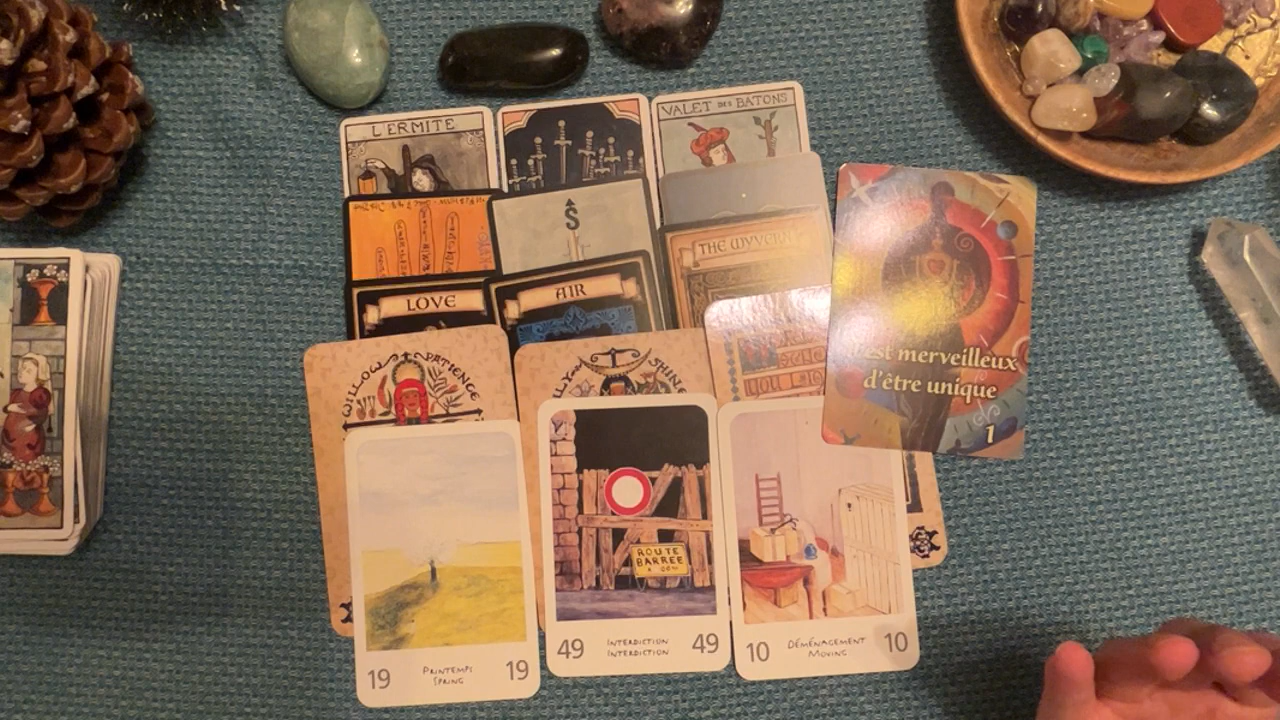 L'ERMITE
VALET DES BATONS
S
THE WYVERN
LOVE
AIR
WILLOW PATIENCE
SHINE
est merveilleux
d'être unique
1
ROUTE
BARRÉE
19 PRINTEMPS 19
SPRING
49 INTERDICTION 49
INTERDICTION
10 DÉMÉNAGEMENT 10
MOVING